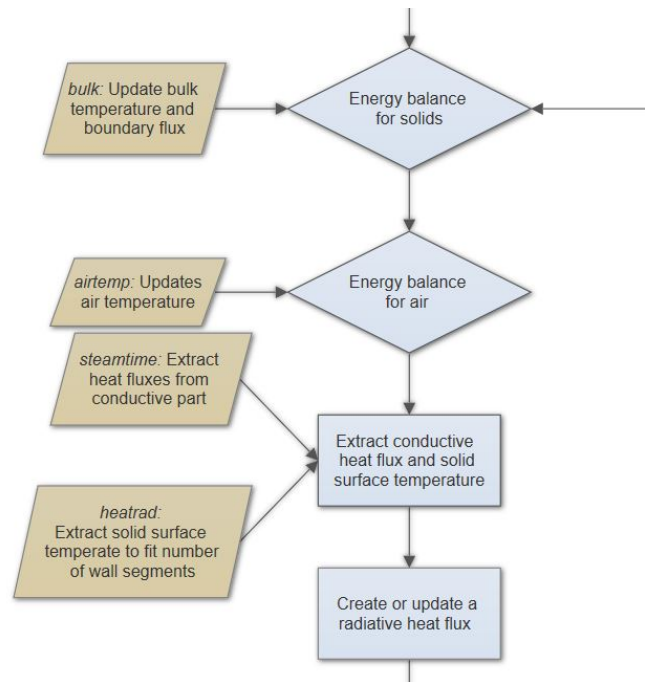 bulk: Update bulk
temperature and
boundary flux
Energy balance
for solids
airtemp: Updates
air temperature
Energy balance
for air
steamtime: Extract
heat fluxes from
conductive part
Extract conductive
heat flux and solid
surface temperature
heatrad:
Extract solid surface
temperate to fit number
of wall segments
Create or update a
radiative heat flux